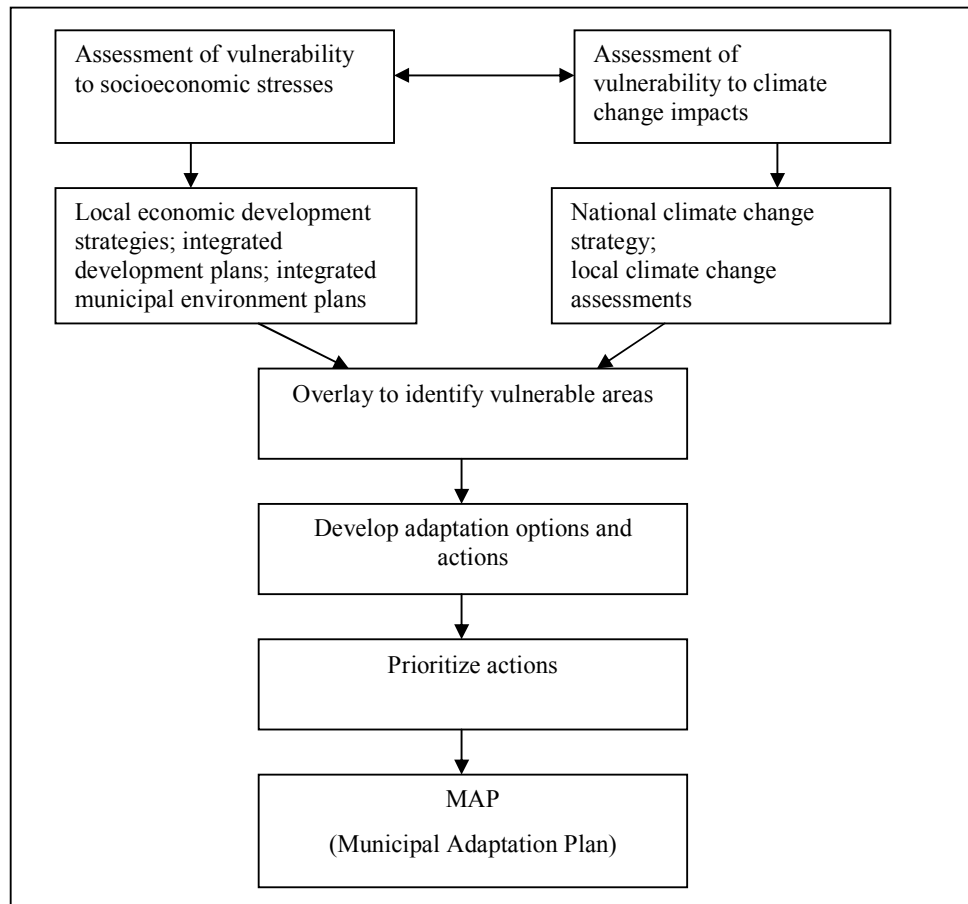 Assessment of vulnerability
to socioeconomic stresses
Assessment of
vulnerability to climate
change impacts
Local economic development
strategies; integrated
development plans; integrated
municipal environment plans
National climate change
strategy;
local climate change
assessments
Overlay to identify vulnerable areas
Develop adaptation options and
actions
Prioritize actions
MAP
(Municipal Adaptation Plan)